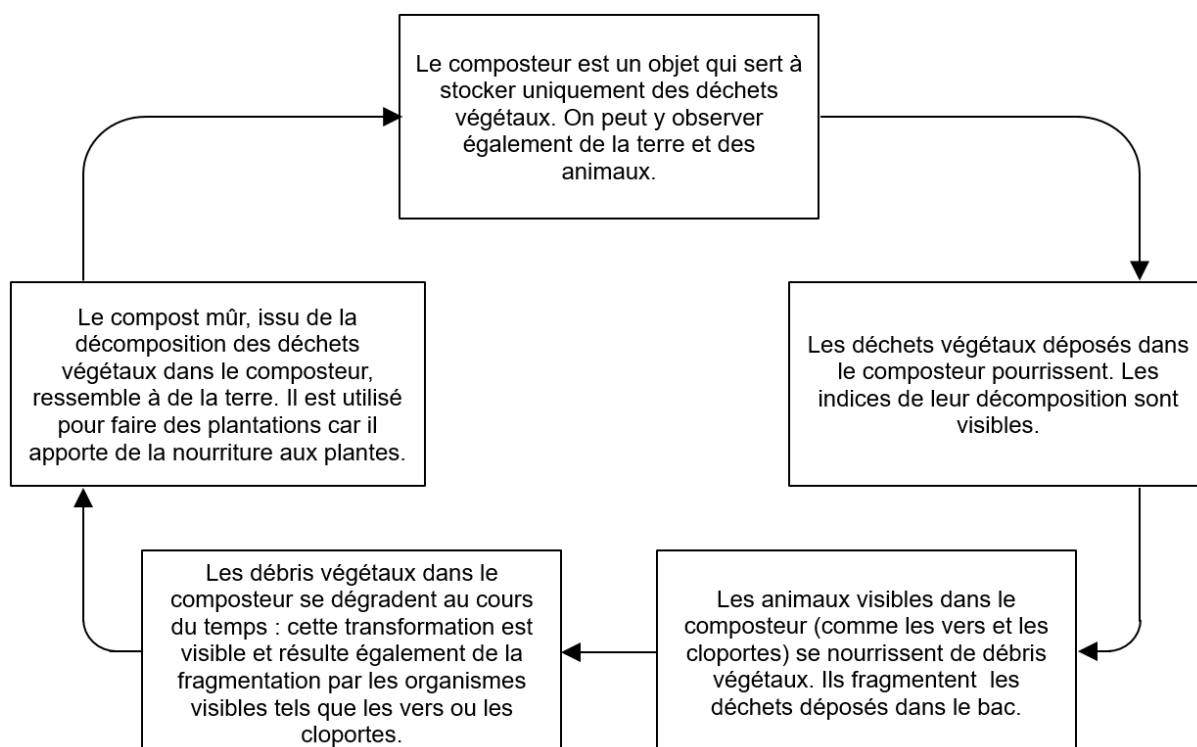 Le composteur est un objet qui sert à
stocker uniquement des déchets
végétaux. On peut y observer
également de la terre et des
animaux.
Les déchets végétaux déposés dans
le composteur pourrissent. Les
indices de leur décomposition sont
visibles.
Les animaux visibles dans le
composteur (comme les vers et les
cloportes) se nourrissent de débris
végétaux. Ils fragmentent les
déchets déposés dans le bac.
Les débris végétaux dans le
composteur se dégradent au cours
du temps : cette transformation est
visible et résulte également de la
fragmentation par les organismes
visibles tels que les vers ou les
cloportes.
Le compost mûr, issu de la
décomposition des déchets
végétaux dans le composteur,
ressemble à de la terre. Il est utilisé
pour faire des plantations car il
apporte de la nourriture aux plantes.